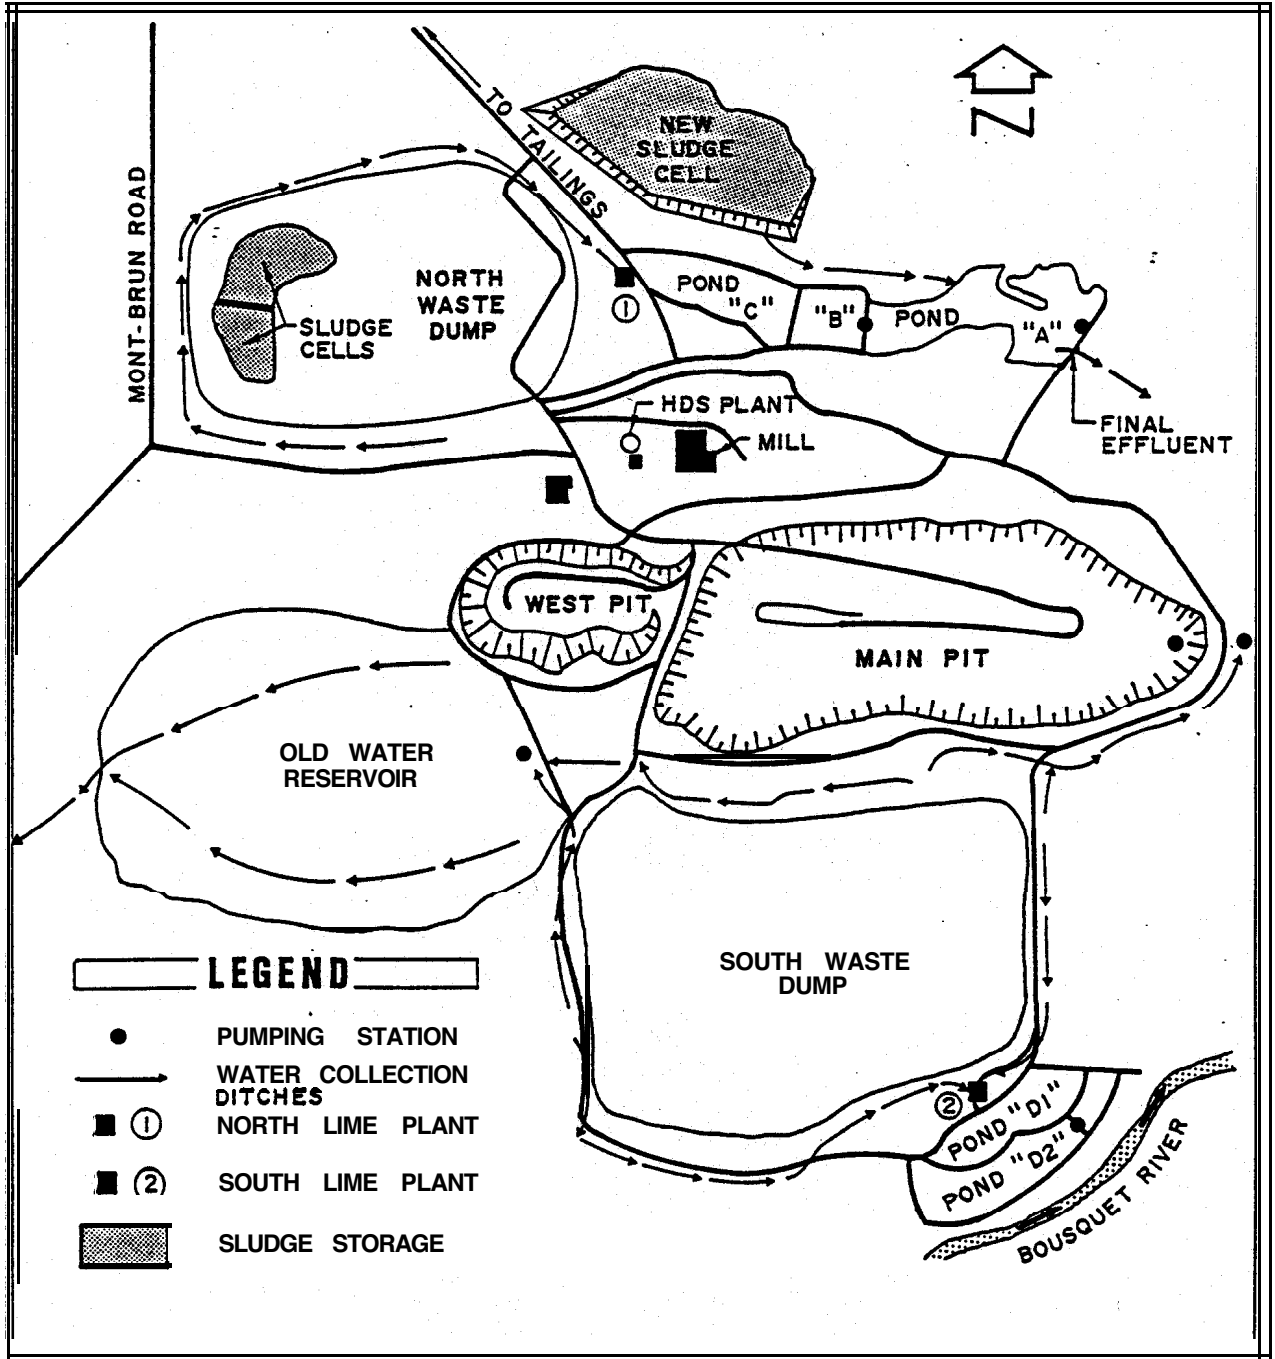 N
TO TAILINGS
NEW
SLUDGE
CELL
MONT-BRUN ROAD
NORTH
WASTE
DUMP
SLUDGE
CELLS
1
POND
"C"
"B"
POND
"A"
HDS PLANT
MILL
FINAL
EFFLUENT
WEST PIT
MAIN PIT
OLD WATER
RESERVOIR
SOUTH WASTE
DUMP
2
POND "D1"
POND "D2"
BOUSQUET RIVER
LEGEND
PUMPING STATION
WATER COLLECTION
DITCHES
1 NORTH LIME PLANT
2 SOUTH LIME PLANT
SLUDGE STORAGE